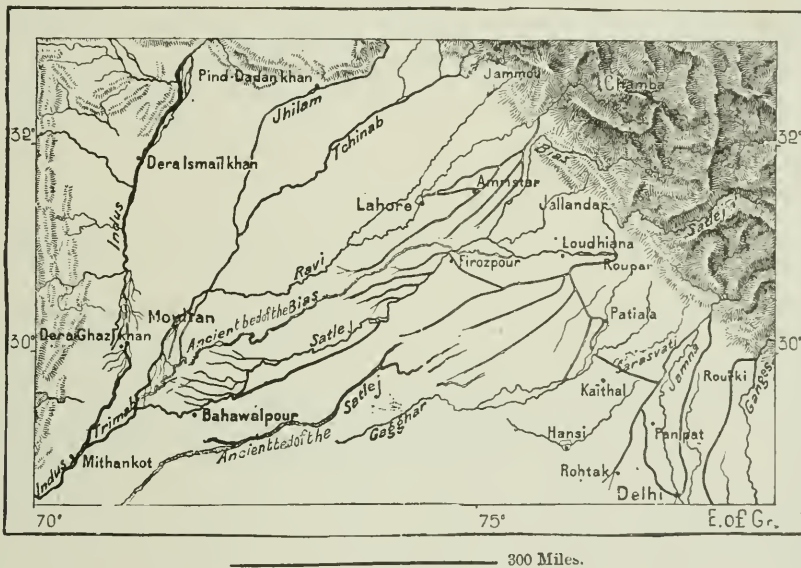 Pind-Dadan khan
Jammou
Chamba
Jhilam
Tchinab
32°
32°
Dera Ismail khan
Bias
Amristar
Lahore
Jallandar
Indus
Satlej
Loudhiana
Ravi
Firozpour
Roupar
Moultan
Ancient bed of the Bias
Patiala
30°
Dera Ghazi khan
Satlej
30°
Sarasvati
Jemna
Rourki
Ganges
Kaithal
Trimab
Bahawalpour
Satlej
Ancient bed of the
Gagghar
Hansi
Panipat
Indus
Mithankot
Rohtak
Delhi
70°
75°
E. of Gr.
300 Miles.